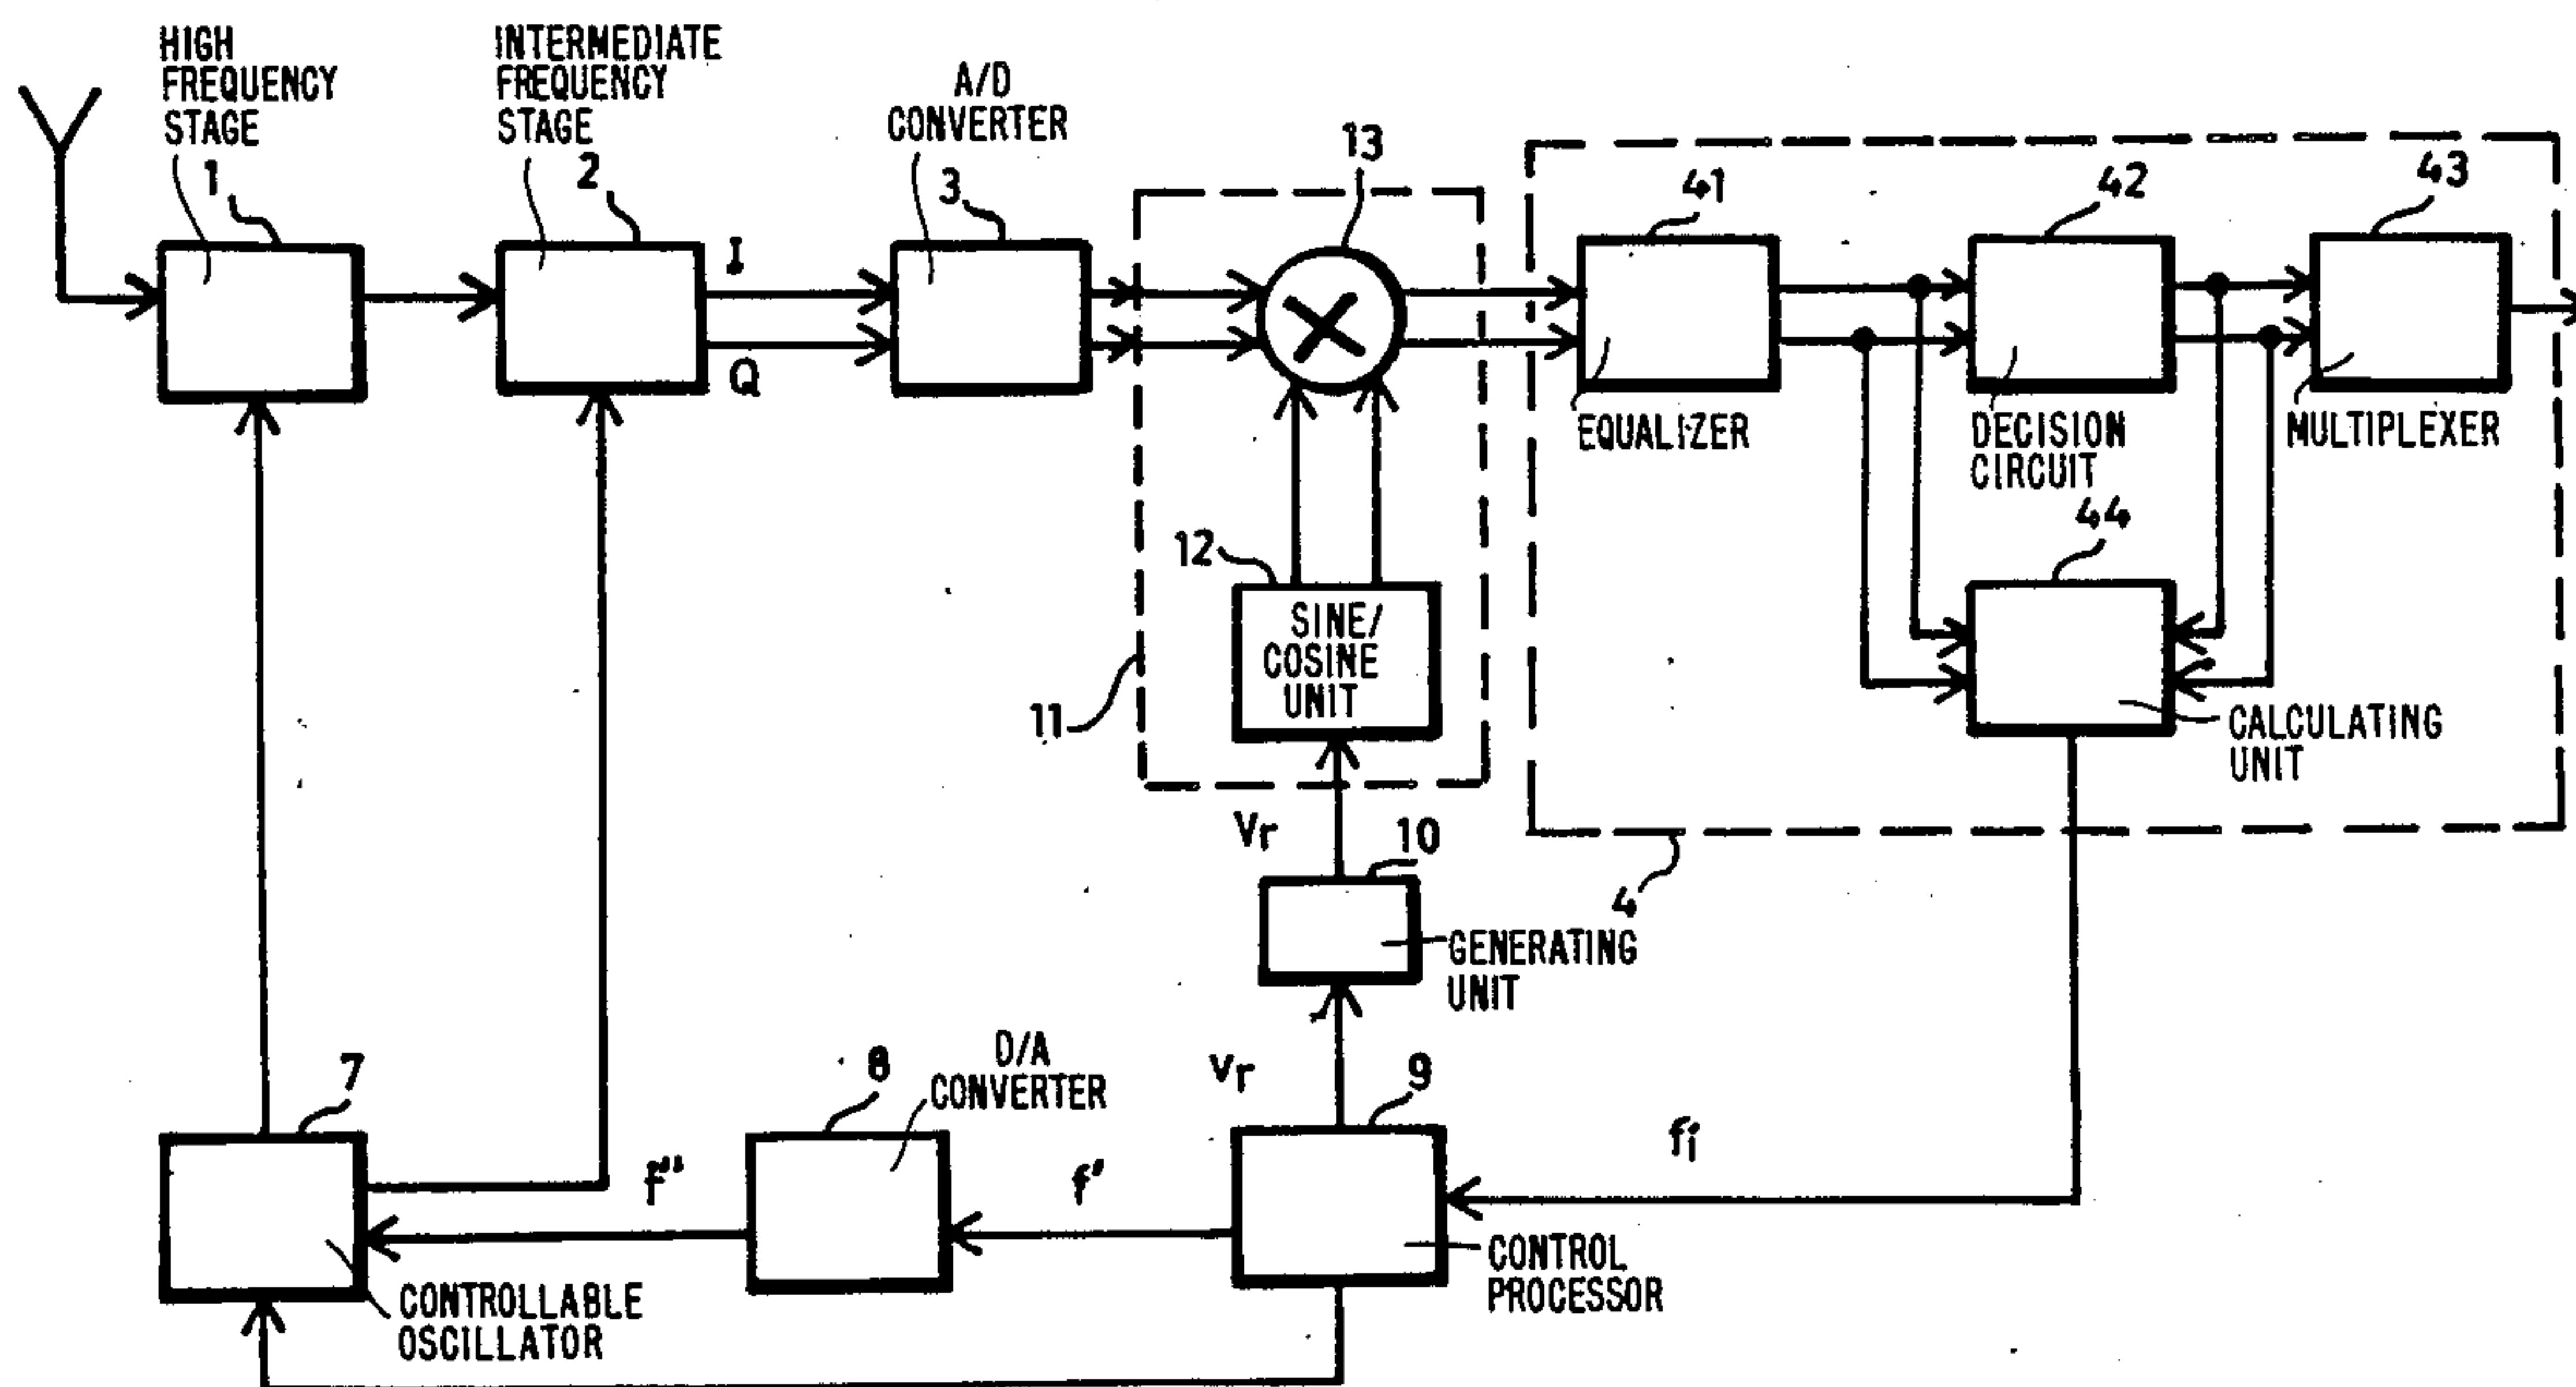 HIGH
FREQUENCY
STAGE
1
INTERMEDIATE
FREQUENCY
STAGE
2
I
Q
A/D
CONVERTER
3
13
41
42
43
EQUALIZER
DECISION
CIRCUIT
MULTIPLEXER
44
12
SINE/
COSINE
UNIT
11
CALCULATING
UNIT
Vr
10
4
GENERATING
UNIT
7
8
D/A
CONVERTER
Vr
9
fi
f''
f'
CONTROLLABLE
OSCILLATOR
CONTROL
PROCESSOR